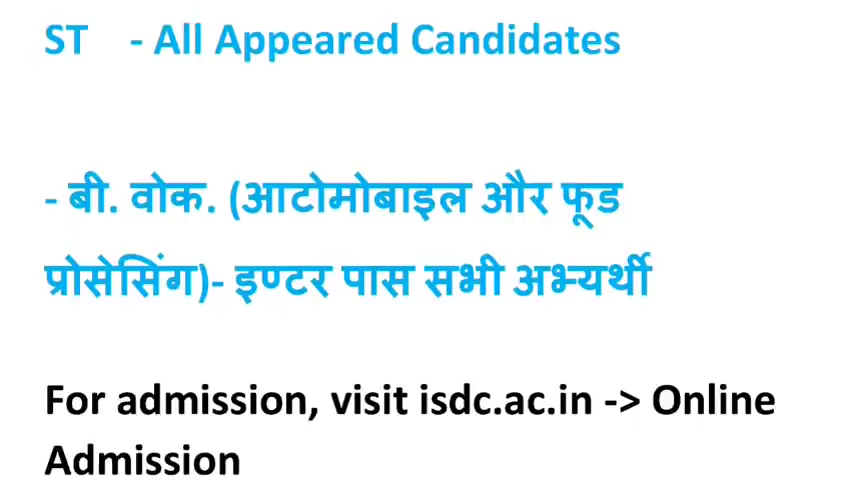 ST - All Appeared Candidates
- बी. वोक. (आटोमोबाइल और फूड
प्रोसेसिंग)- इण्टर पास सभी अभ्यर्थी
For admission, visit isdc.ac.in -> Online
Admission